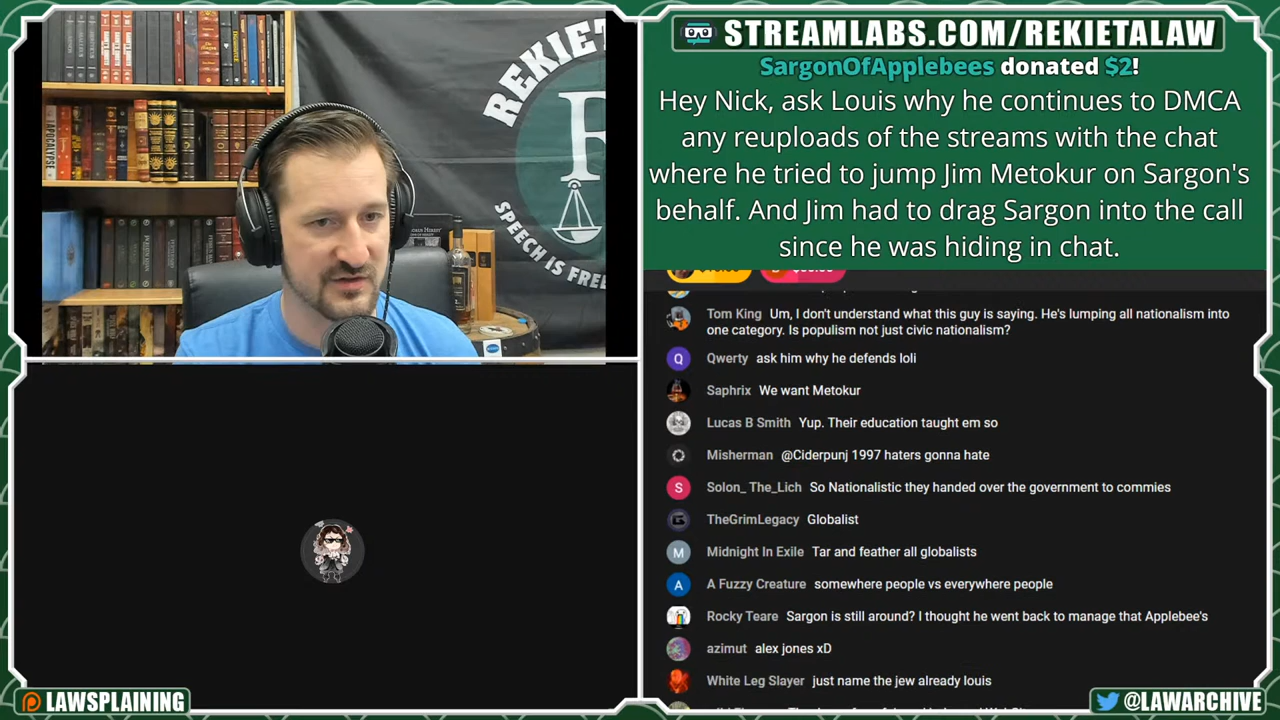 STREAMLABS.COM/REKIETALAW
SargonOfApplebees donated $2!
Hey Nick, ask Louis why he continues to DMCA
any reuploads of the streams with the chat
where he tried to jump Jim Metokur on Sargon's
behalf. And Jim had to drag Sargon into the call
since he was hiding in chat.
Tom King Um, I don't understand what this guy is saying. He's lumping all nationalism into
one category. Is populism not just civic nationalism?
Q Qwerty ask him why he defends loli
Saphrix We want Metokur
Lucas B Smith Yup. Their education taught em so
Misherman @Ciderpunj 1997 haters gonna hate
S Solon_ The_Lich So Nationalistic they handed over the government to commies
TheGrimLegacy Globalist
M Midnight In Exile Tar and feather all globalists
A A Fuzzy Creature somewhere people vs everywhere people
Rocky Teare Sargon is still around? I thought he went back to manage that Applebee's
azimut alex jones xD
White Leg Slayer just name the jew already louis
REKIET
R
SPEECH IS FREE
APOCALYPSE
LAWSPLAINING
@LAWARCHIVE